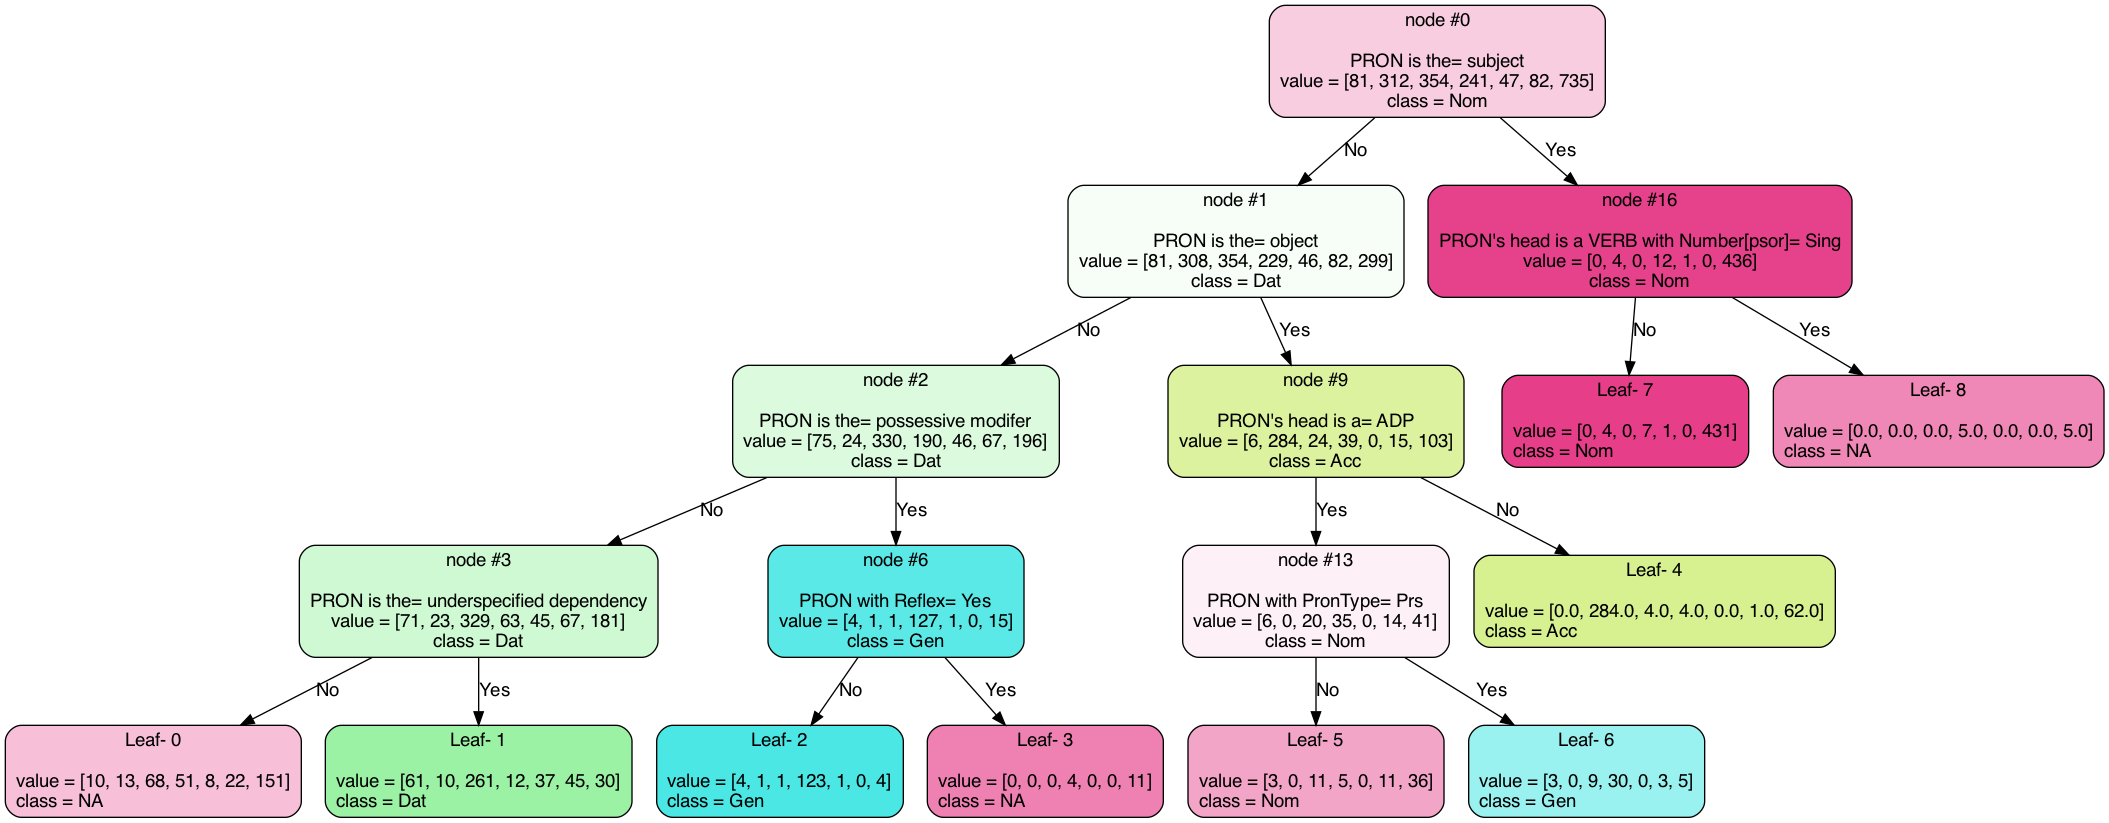 node #0
PRON is the= subject
value = [81, 312, 354, 241, 47, 82, 735]
class = Nom
No
Yes
node #1
PRON is the= object
value = [81, 308, 354, 229, 46, 82, 299]
class = Dat
node #16
PRON's head is a VERB with Number[psor]= Sing
value = [0, 4, 0, 12, 1, 0, 436]
class = Nom
No
Yes
No
Yes
node #2
PRON is the= possessive modifer
value = [75, 24, 330, 190, 46, 67, 196]
class = Dat
node #9
PRON's head is a= ADP
value = [6, 284, 24, 39, 0, 15, 103]
class = Acc
Leaf- 7
value = [0, 4, 0, 7, 1, 0, 431]
class = Nom
Leaf- 8
value = [0.0, 0.0, 0.0, 5.0, 0.0, 0.0, 5.0]
class = NA
No
Yes
Yes
No
node #3
PRON is the= underspecified dependency
value = [71, 23, 329, 63, 45, 67, 181]
class = Dat
node #6
PRON with Reflex= Yes
value = [4, 1, 1, 127, 1, 0, 15]
class = Gen
node #13
PRON with PronType= Prs
value = [6, 0, 20, 35, 0, 14, 41]
class = Nom
Leaf- 4
value = [0.0, 284.0, 4.0, 4.0, 0.0, 1.0, 62.0]
class = Acc
No
Yes
No
Yes
No
Yes
Leaf- 0
value = [10, 13, 68, 51, 8, 22, 151]
class = NA
Leaf- 1
value = [61, 10, 261, 12, 37, 45, 30]
class = Dat
Leaf- 2
value = [4, 1, 1, 123, 1, 0, 4]
class = Gen
Leaf- 3
value = [0, 0, 0, 4, 0, 0, 11]
class = NA
Leaf- 5
value = [3, 0, 11, 5, 0, 11, 36]
class = Nom
Leaf- 6
value = [3, 0, 9, 30, 0, 3, 5]
class = Gen